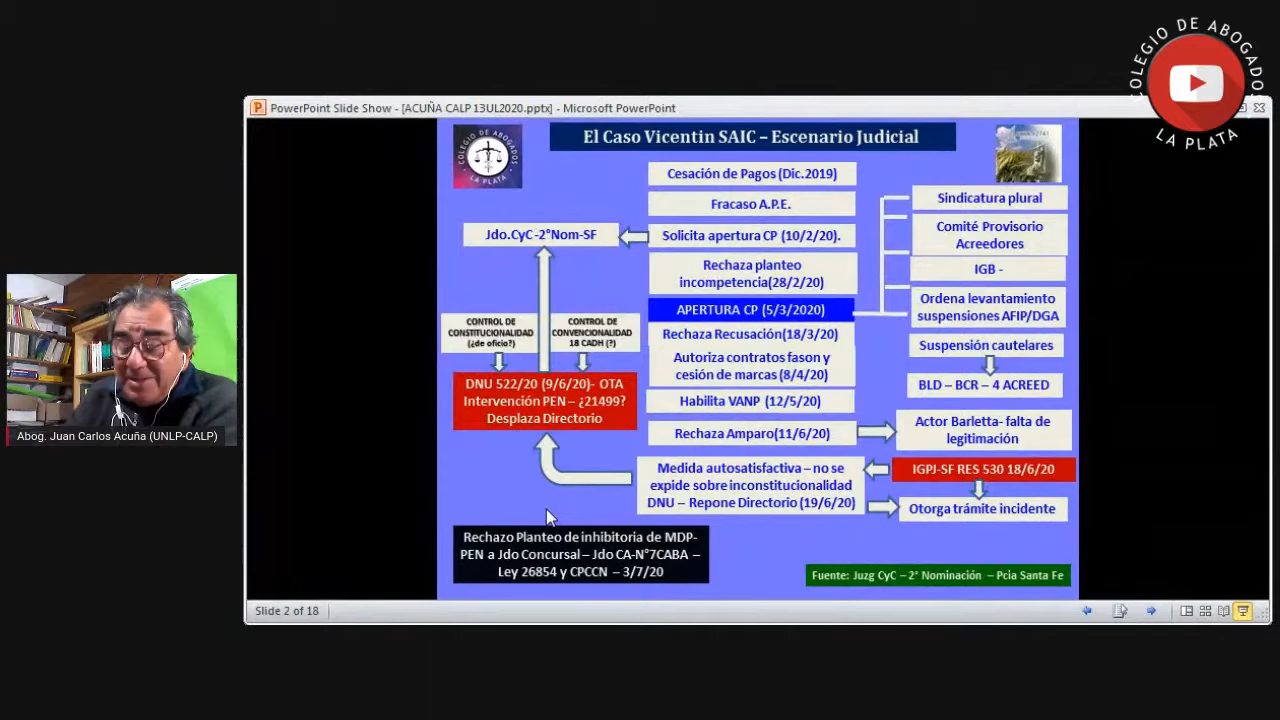 COLEGIO DE ABOGADOS
LA PLATA
PowerPoint Slide Show - [ACUÑA CALP 13UL2020.pptx] - Microsoft PowerPoint
COLEGIO DE ABOGADOS
LA PLATA
El Caso Vicentin SAIC – Escenario Judicial
Cesación de Pagos (Dic.2019)
Fracaso A.P.E.
Jdo.CyC -2°Nom-SF
Solicita apertura CP (10/2/20).
Rechaza planteo
incompetencia(28/2/20)
APERTURA CP (5/3/2020)
Rechaza Recusación(18/3/20)
Autoriza contratos fason y
cesión de marcas (8/4/20)
Habilita VANP (12/5/20)
Rechaza Amparo(11/6/20)
Medida autosatisfactiva – no se
expide sobre inconstitucionalidad
DNU – Repone Directorio (19/6/20)
Sindicatura plural
Comité Provisorio
Acreedores
IGB -
Ordena levantamiento
suspensiones AFIP/DGA
Suspensión cautelares
BLD – BCR – 4 ACREED
Actor Barletta- falta de
legitimación
IGPJ-SF RES 530 18/6/20
Otorga trámite incidente
CONTROL DE
CONSTITUCIONALIDAD
(¿de oficio?)
CONTROL DE
CONVENCIONALIDAD
18 CADH (?)
DNU 522/20 (9/6/20)- OTA
Intervención PEN – ¿21499?
Desplaza Directorio
Rechazo Planteo de inhibitoria de MDP-
PEN a Jdo Concursal – Jdo CA-N°7CABA –
Ley 26854 y CPCCN – 3/7/20
Fuente: Juzg CyC – 2° Nominación – Pcia Santa Fe
Abog. Juan Carlos Acuña (UNLP-CALP)
Slide 2 of 18